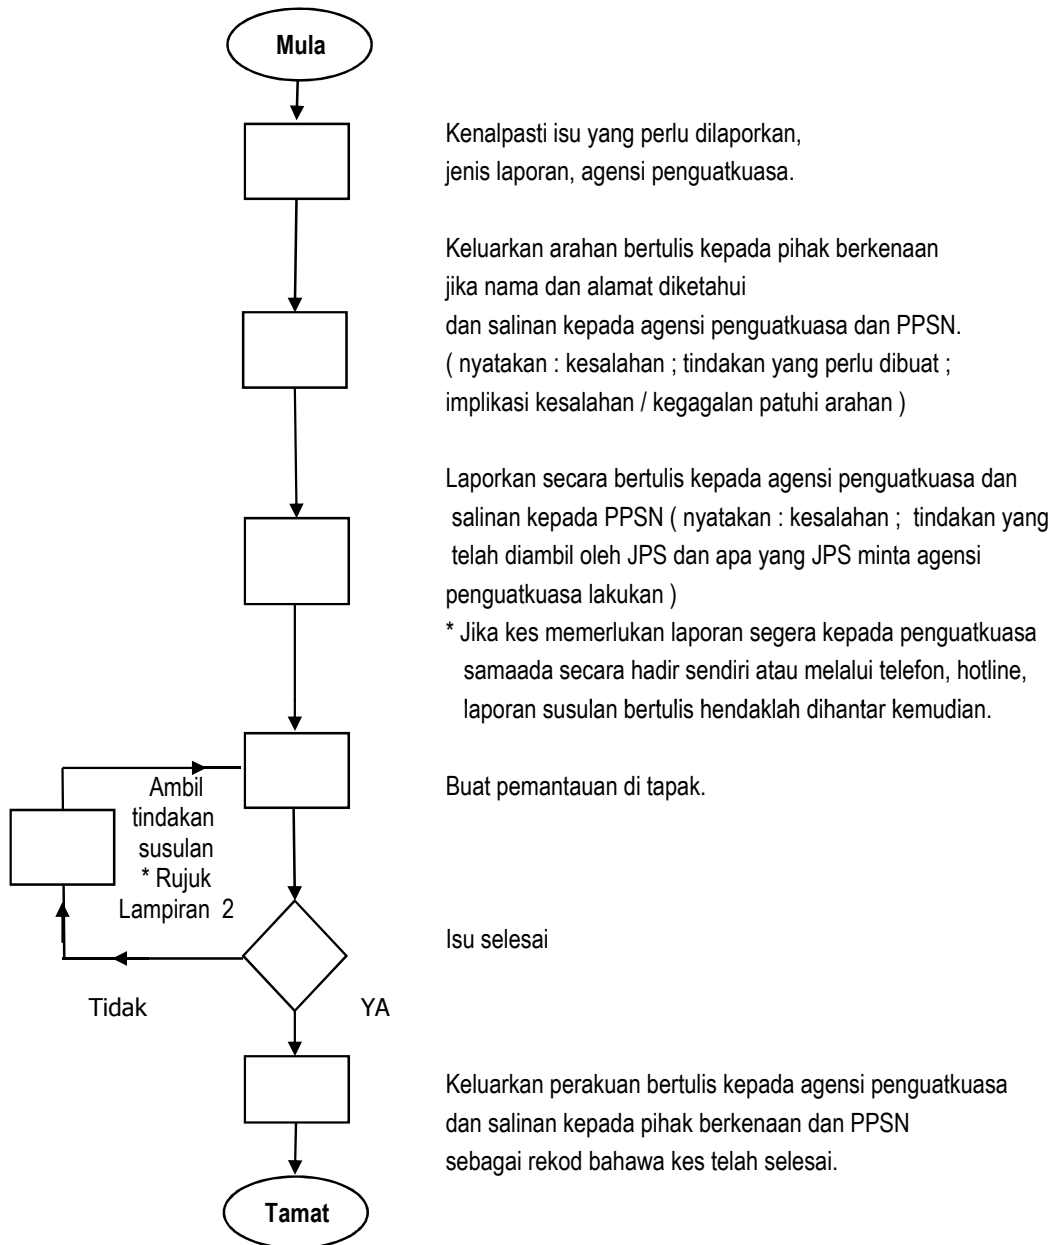 Mula
Kenalpasti isu yang perlu dilaporkan,
jenis laporan, agensi penguatkuasa.
Keluarkan arahan bertulis kepada pihak berkenaan
jika nama dan alamat diketahui
dan salinan kepada agensi penguatkuasa dan PPSN.
( nyatakan : kesalahan ; tindakan yang perlu dibuat ;
implikasi kesalahan / kegagalan patuhi arahan )
Laporkan secara bertulis kepada agensi penguatkuasa dan
salinan kepada PPSN ( nyatakan : kesalahan ; tindakan yang
telah diambil oleh JPS dan apa yang JPS minta agensi
penguatkuasa lakukan )
* Jika kes memerlukan laporan segera kepada penguatkuasa
samaada secara hadir sendiri atau melalui telefon, hotline,
laporan susulan bertulis hendaklah dihantar kemudian.
Buat pemantauan di tapak.
Ambil
tindakan
susulan
* Rujuk
Lampiran 2
Isu selesai
Tidak
YA
Keluarkan perakuan bertulis kepada agensi penguatkuasa
dan salinan kepada pihak berkenaan dan PPSN
sebagai rekod bahawa kes telah selesai.
Tamat